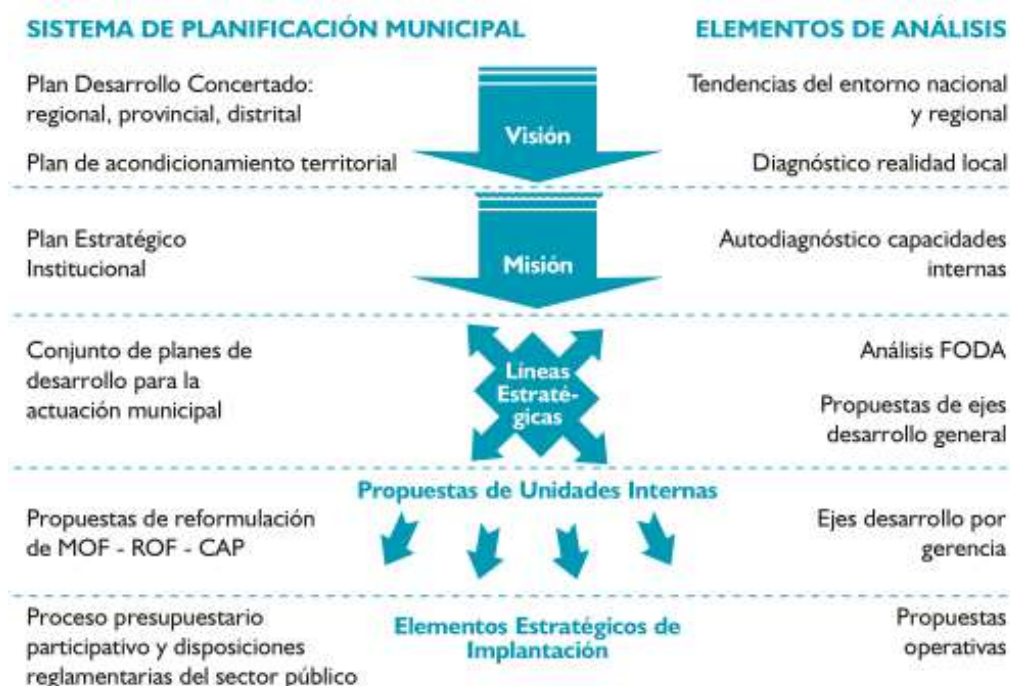 SISTEMA DE PLANIFICACIÓN MUNICIPAL
ELEMENTOS DE ANÁLISIS
Plan Desarrollo Concertado:
regional, provincial, distrital
Plan de acondicionamiento territorial
Visión
Tendencias del entorno nacional
y regional
Diagnóstico realidad local
Plan Estratégico
Institucional
Misión
Autodiagnóstico capacidades
internas
Conjunto de planes de
desarrollo para la
actuación municipal
Líneas
Estraté-
gicas
Análisis FODA
Propuestas de ejes
desarrollo general
Propuestas de Unidades Internas
Propuestas de reformulación
de MOF - ROF - CAP
Ejes desarrollo por
gerencia
Proceso presupuestario
participativo y disposiciones
reglamentarias del sector público
Elementos Estratégicos de
Implantación
Propuestas
operativas